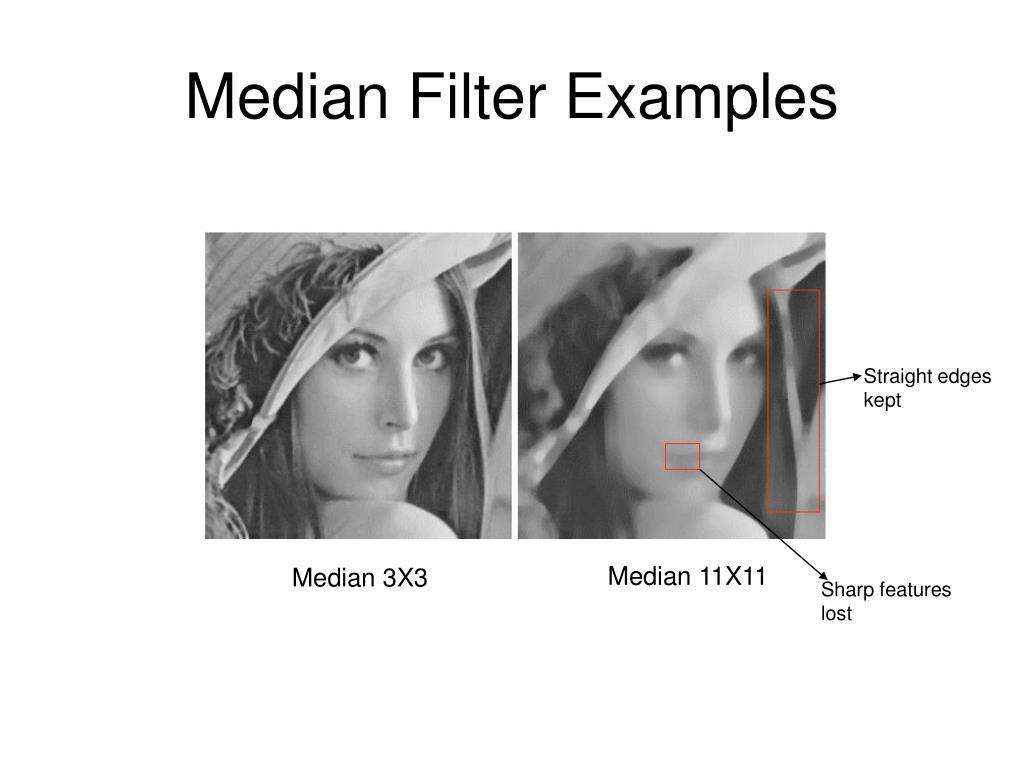 Median Filter Examples
Straight edges
kept
Median 3X3
Median 11X11
Sharp features
lost